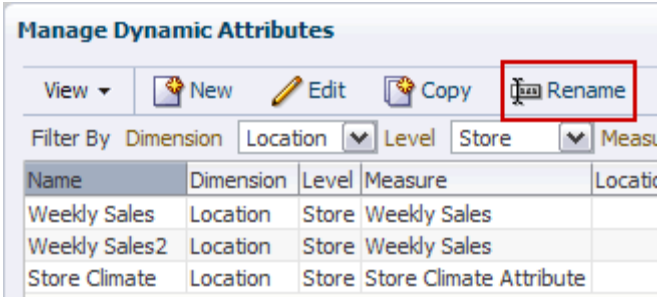 Manage Dynamic Attributes
View New Edit Copy Rename
Filter By Dimension Location Level Store
Name Dimension Level Measure
Weekly Sales Location Store Weekly Sales
Weekly Sales2 Location Store Weekly Sales
Store Climate Location Store Store Climate Attribute